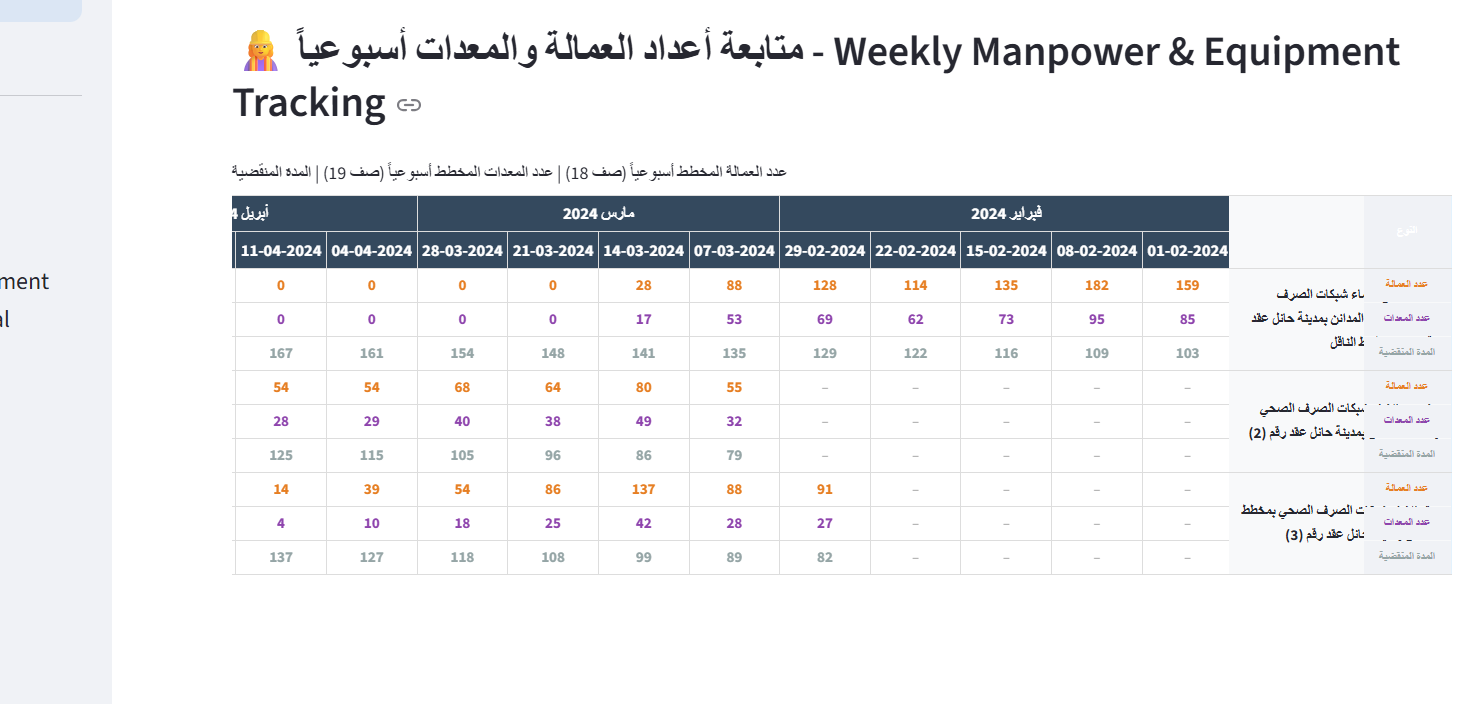 متابعة أعداد العمالة والمعدات أسبوعياً - Weekly Manpower & Equipment
Tracking
عدد العمالة المخطط أسبوعياً (صف 18) | عدد المعدات المخطط أسبوعياً (صف 19) | المدة المنقضية
النوع
فبراير 2024
مارس 2024
أبريل
01-02-2024 08-02-2024 15-02-2024 22-02-2024 29-02-2024 07-03-2024 14-03-2024 21-03-2024 28-03-2024 04-04-2024 11-04-2024
شبكات الصرف
بمدينة حائل عقد
الناقل
عدد العمالة 159 182 135 114 128 88 28 0 0 0 0
عدد المعدات 85 95 73 62 69 53 17 0 0 0 0
المدة المنقضية 103 109 116 122 129 135 141 148 154 161 167
الصرف الصحي
بمدينة حائل عقد رقم (2)
عدد العمالة – – – – – 55 80 64 68 54 54
عدد المعدات – – – – – 32 49 38 40 29 28
المدة المنقضية – – – – – 79 86 96 105 115 125
الصرف الصحي بمخطط
حائل عقد رقم (3)
عدد العمالة – – – – 91 88 137 86 54 39 14
عدد المعدات – – – – 27 28 42 25 18 10 4
المدة المنقضية – – – – 82 89 99 108 118 127 137
ment
al